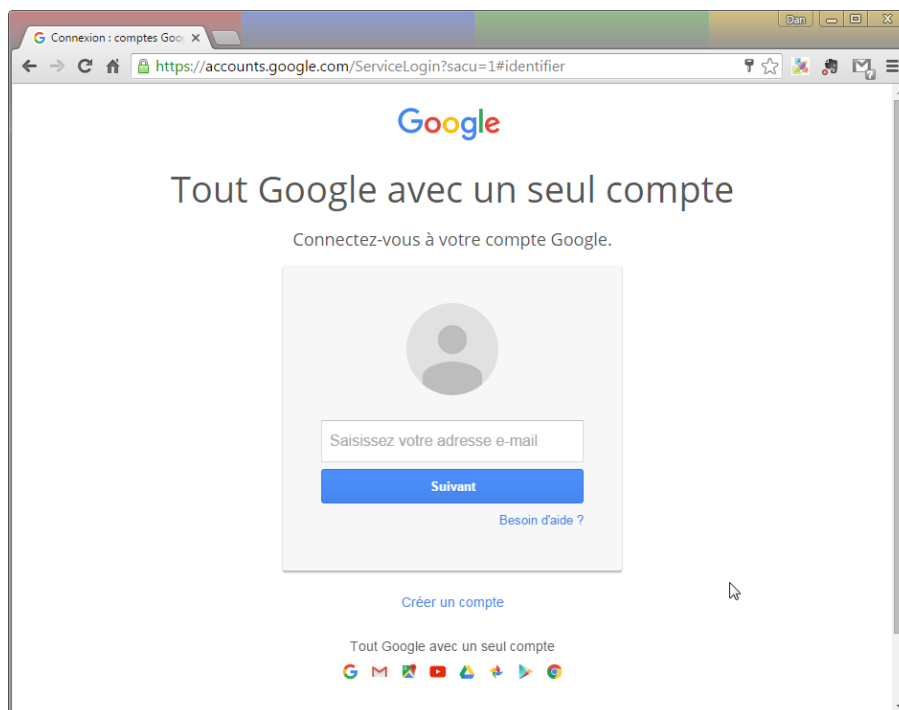 Dan
Connexion : comptes Goo
https://accounts.google.com/ServiceLogin?sacu=1#identifier
Google
Tout Google avec un seul compte
Connectez-vous à votre compte Google.
Saisissez votre adresse e-mail
Suivant
Besoin d'aide ?
Créer un compte
Tout Google avec un seul compte